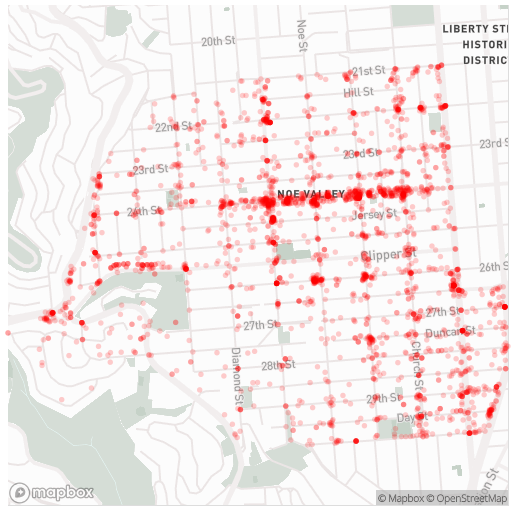 LIBERTY ST
20th St
Noe St
HISTORI
DISTRIC
21st St
Hill St
22nd St
23rd St
23rd St
23rd St
NOE VALLEY
24th St
Jersey St
Clipper St
26th S
27th St
27th St
Duncan St
Diamond St
Church St
28th St
29th St
Day St
on St
mapbox
© Mapbox © OpenStreetMap